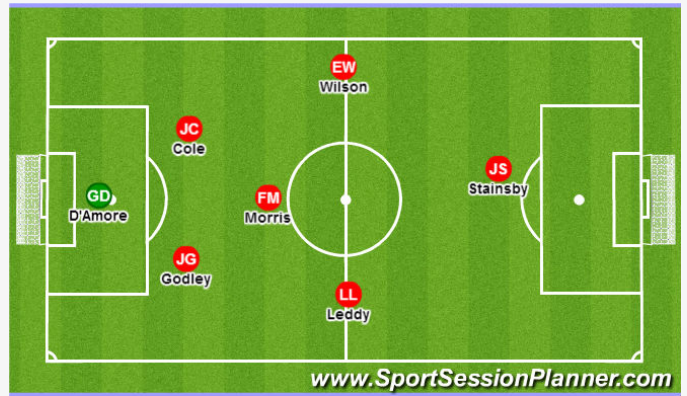 EW
Wilson
JC
Cole
JS
Stainsby
GD
D'Amore
FM
Morris
JG
Godley
LL
Leddy
www.SportSessionPlanner.com